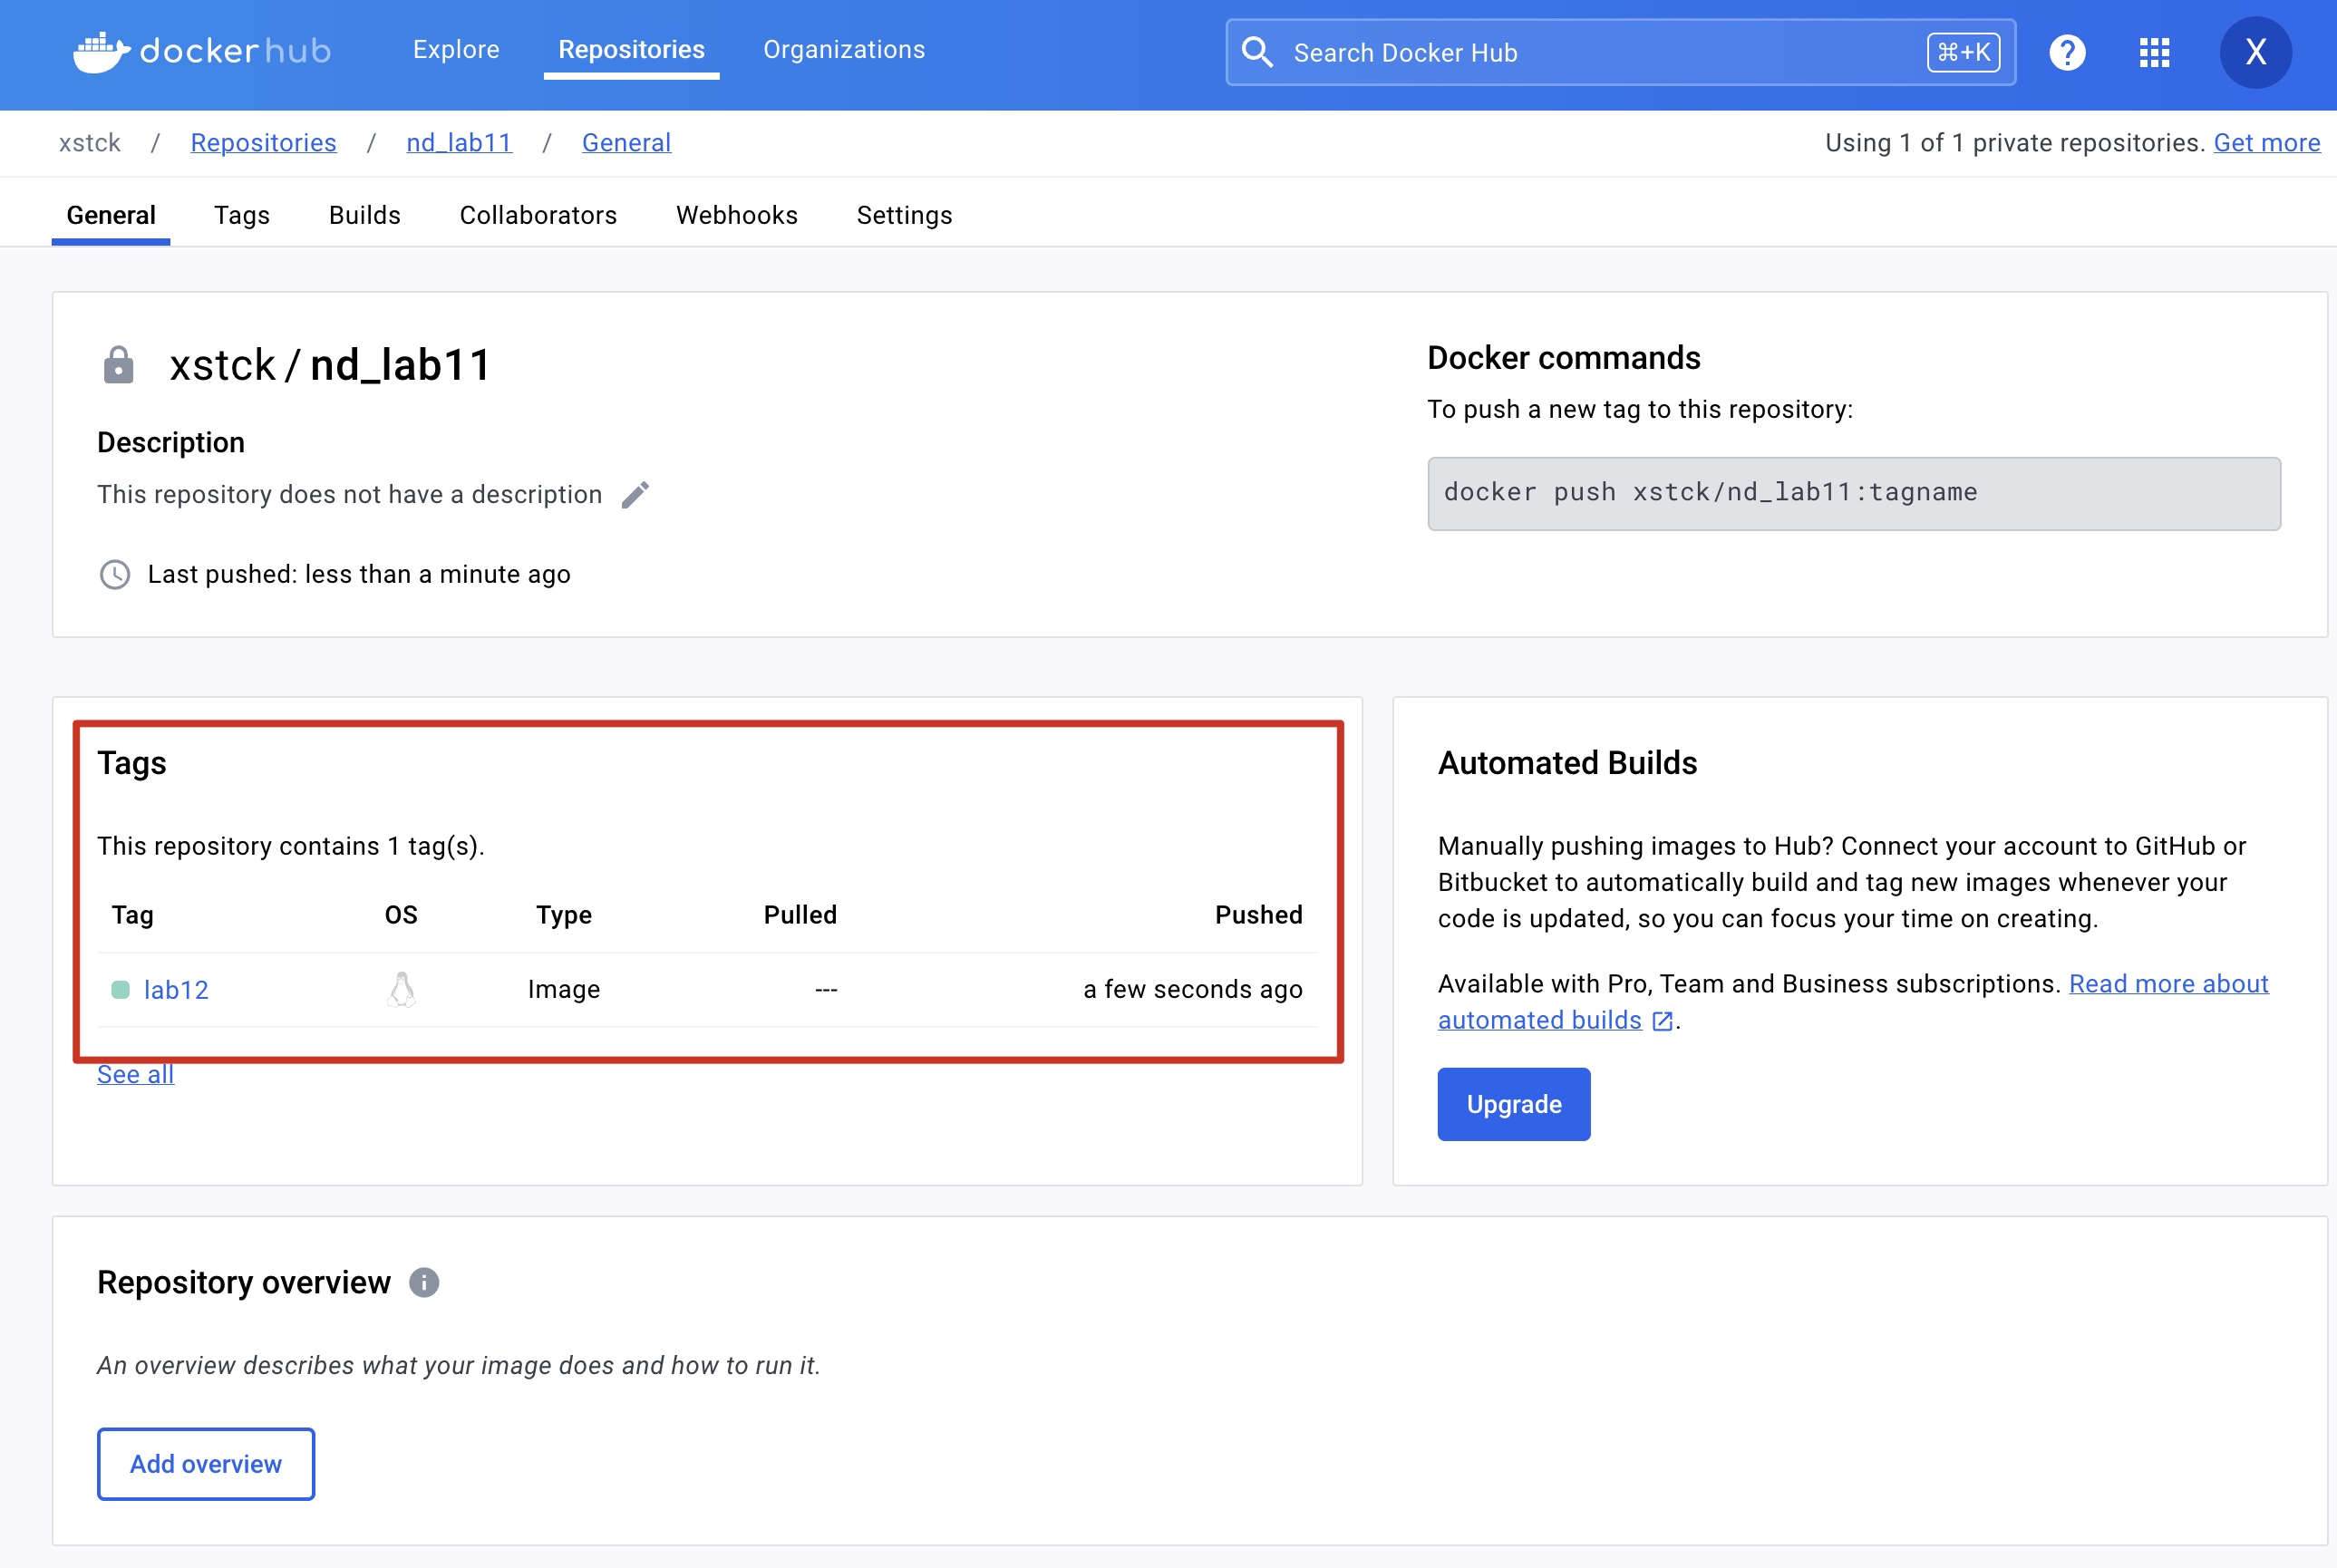 dockerhub Explore Repositories Organizations Search Docker Hub ⌘+K ? X
xstck / Repositories / nd_lab11 / General Using 1 of 1 private repositories. Get more
General Tags Builds Collaborators Webhooks Settings
xstck / nd_lab11
Description
This repository does not have a description
Last pushed: less than a minute ago
Docker commands
To push a new tag to this repository:
docker push xstck/nd_lab11:tagname
Tags
This repository contains 1 tag(s).
Tag OS Type Pulled Pushed
lab12 Image --- a few seconds ago
See all
Automated Builds
Manually pushing images to Hub? Connect your account to GitHub or
Bitbucket to automatically build and tag new images whenever your
code is updated, so you can focus your time on creating.
Available with Pro, Team and Business subscriptions. Read more about
automated builds .
Upgrade
Repository overview i
An overview describes what your image does and how to run it.
Add overview